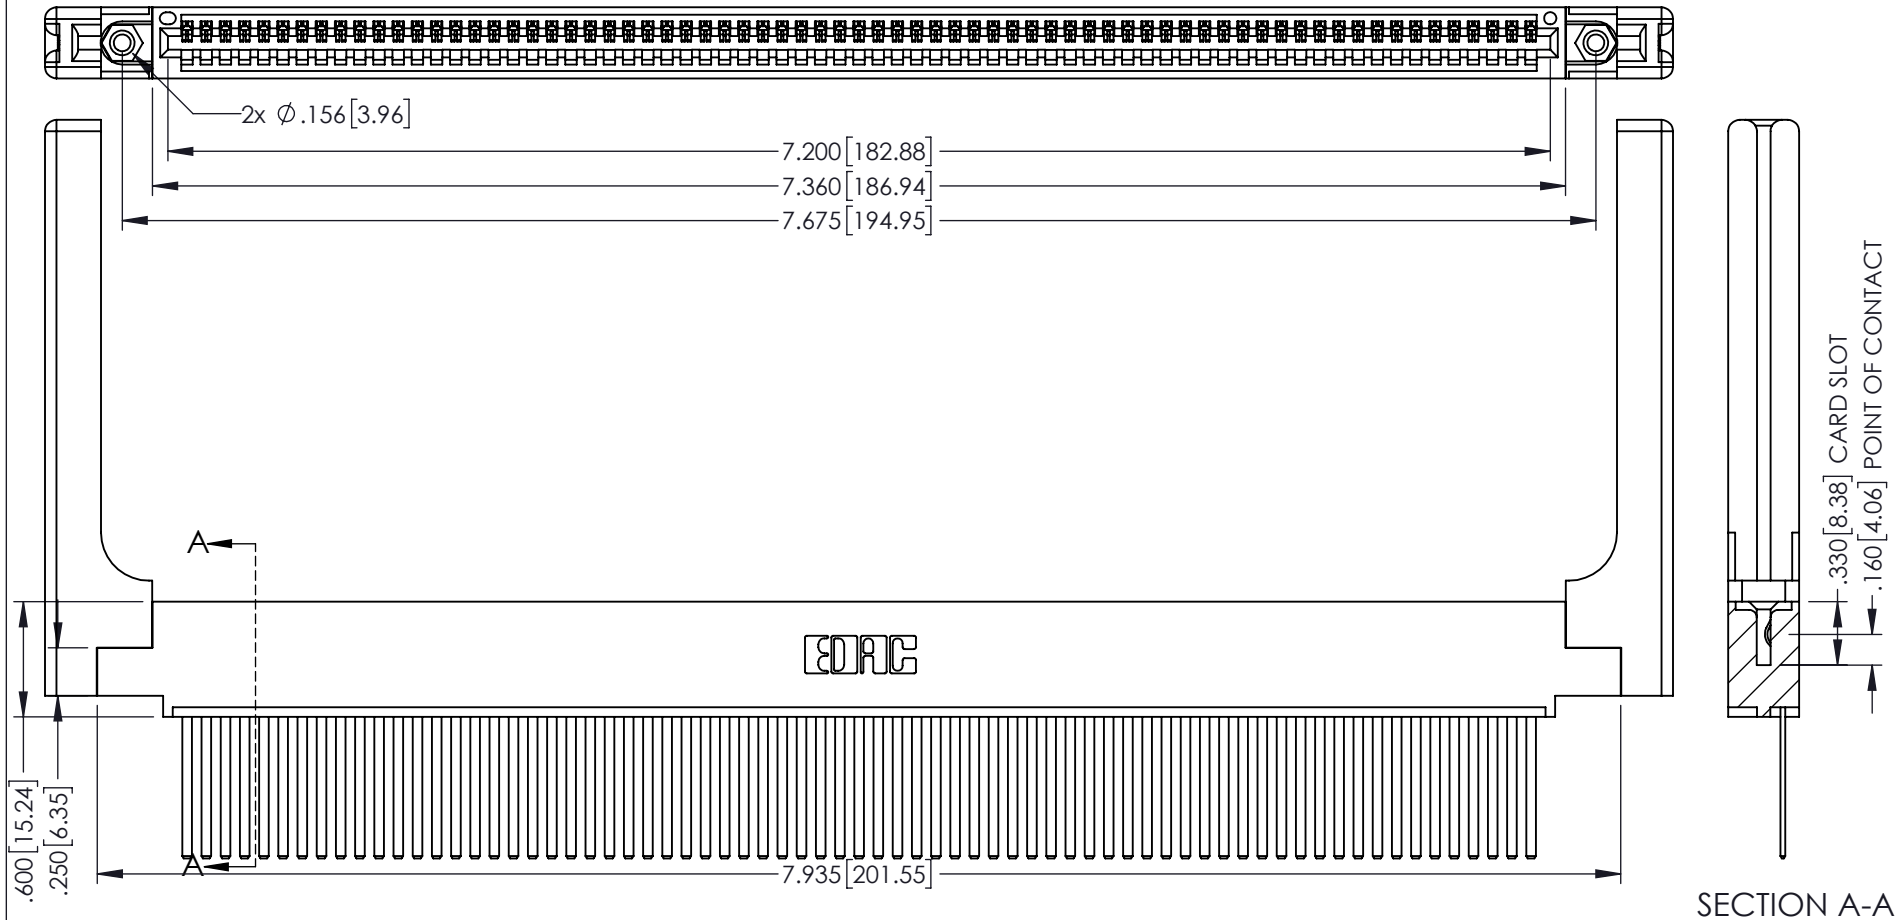 2x Ø.156[3.96]
7.200[182.88]
7.360[186.94]
7.675[194.95]
.330[8.38] CARD SLOT
.160[4.06] POINT OF CONTACT
A
EDAC
.600[15.24]
.250[6.35]
A
7.935[201.55]
SECTION A-A